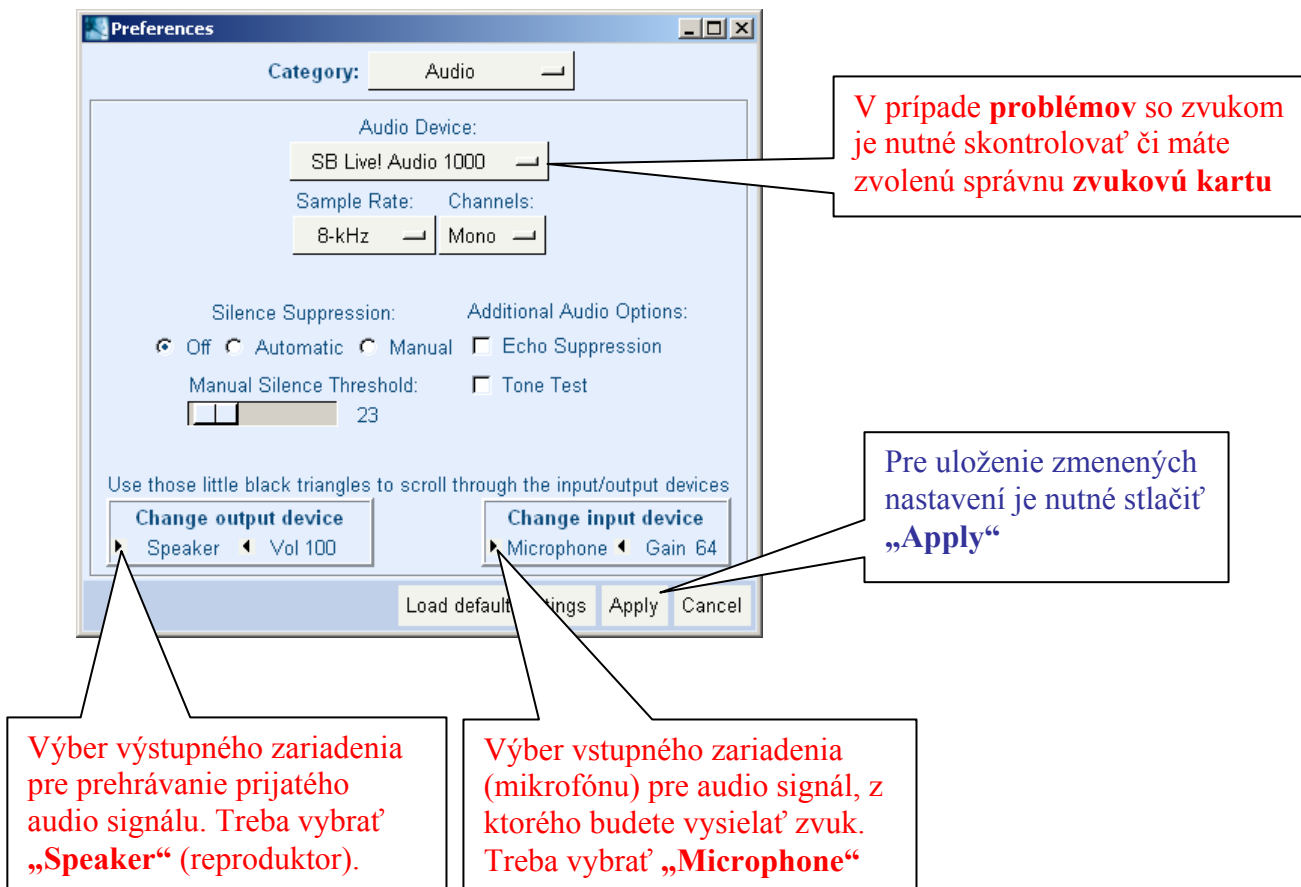 Preferences
Category: Audio
Audio Device:
SB Live! Audio 1000
Sample Rate: Channels:
8-kHz Mono
Silence Suppression: Additional Audio Options:
Off Automatic Manual Echo Suppression
Manual Silence Threshold: Tone Test
23
Use those little black triangles to scroll through the input/output devices
Change output device Change input device
Speaker Vol 100 Microphone Gain 64
Load default Apply Cancel
V prípade problémov so zvukom
je nutné skontrolovať či máte
zvolenú správnu zvukovú kartu
Pre uloženie zmenených
nastavení je nutné stlačiť
„Apply“
Výber výstupného zariadenia
pre prehrávanie prijatého
audio signálu. Treba vybrať
„Speaker“ (reproduktor).
Výber vstupného zariadenia
(mikrofónu) pre audio signál, z
ktorého budete vysielať zvuk.
Treba vybrať „Microphone“